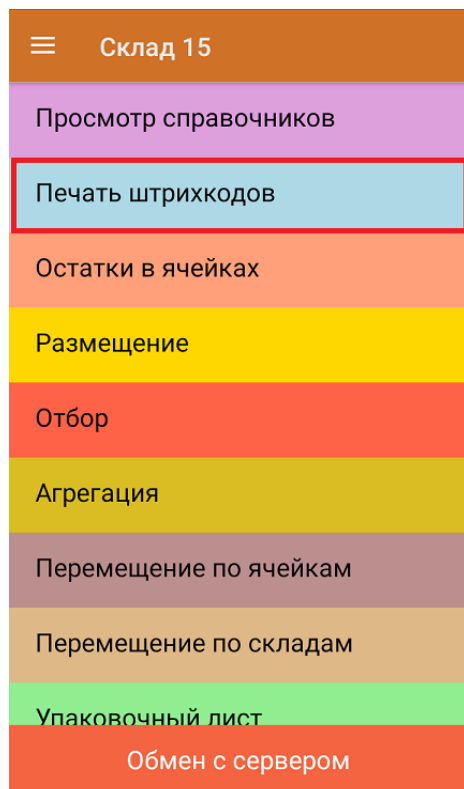 Склад 15
Просмотр справочников
Печать штрихкодов
Остатки в ячейках
Размещение
Отбор
Агрегация
Перемещение по ячейкам
Перемещение по складам
Упаковочный лист
Обмен с сервером